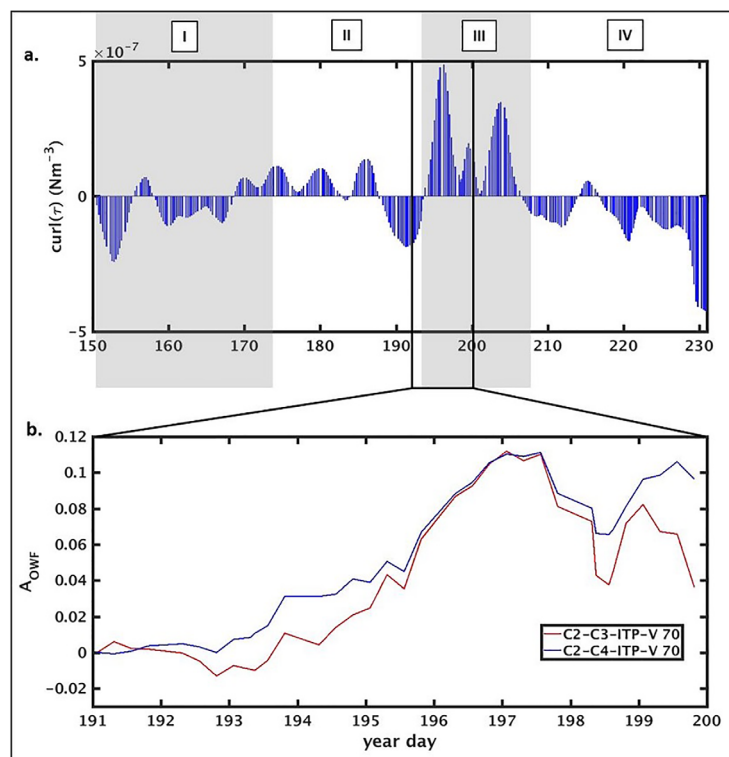 I II III IV
a.
×10⁻⁷
5
0
-5
curl(τ) (Nm⁻³)
150 160 170 180 190 200 210 220 230
b.
0.12
0.1
0.08
0.06
0.04
0.02
0
-0.02
A_OWF
C2-C3-ITP-V 70
C2-C4-ITP-V 70
191 192 193 194 195 196 197 198 199 200
year day